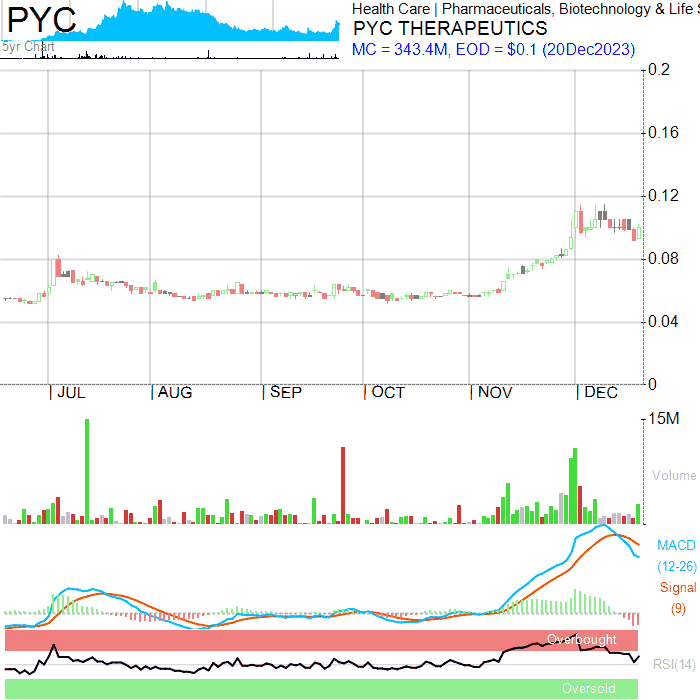 PYC
5yr Chart
Health Care | Pharmaceuticals, Biotechnology & Life S
PYC THERAPEUTICS
MC = 343.4M, EOD = $0.1 (20Dec2023)
0.2
0.16
0.12
0.08
0.04
0
JUL AUG SEP OCT NOV DEC
15M
Volume
MACD
(12-26)
Signal
(9)
Overbought
RSI(14)
Oversold